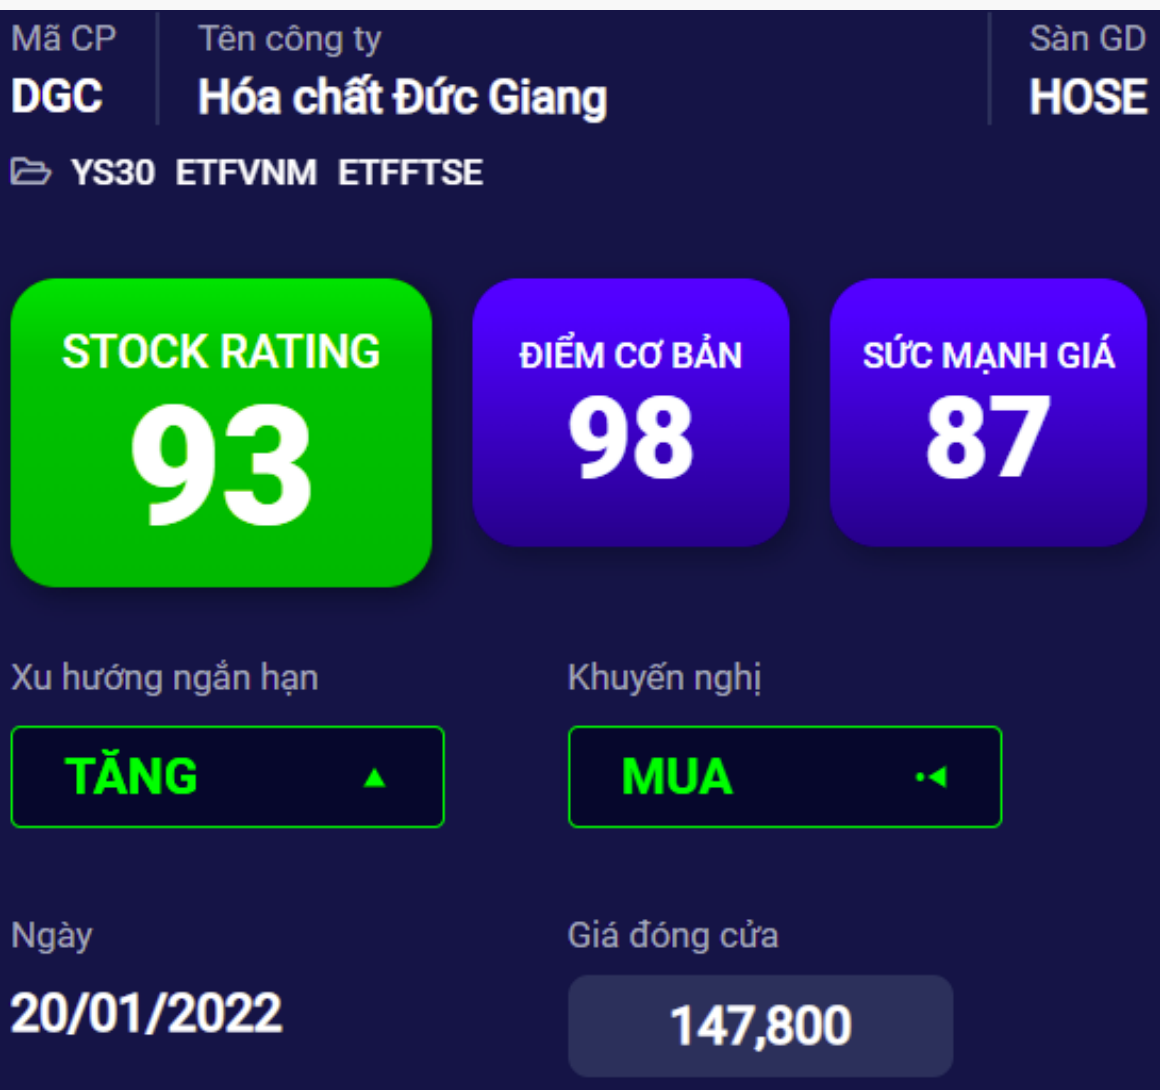 Mã CP Tên công ty Sàn GD
DGC Hóa chất Đức Giang HOSE
YS30 ETFVNM ETFFTSE
STOCK RATING ĐIỂM CƠ BẢN SỨC MẠNH GIÁ
93 98 87
Xu hướng ngắn hạn Khuyến nghị
TĂNG MUA
Ngày Giá đóng cửa
20/01/2022 147,800